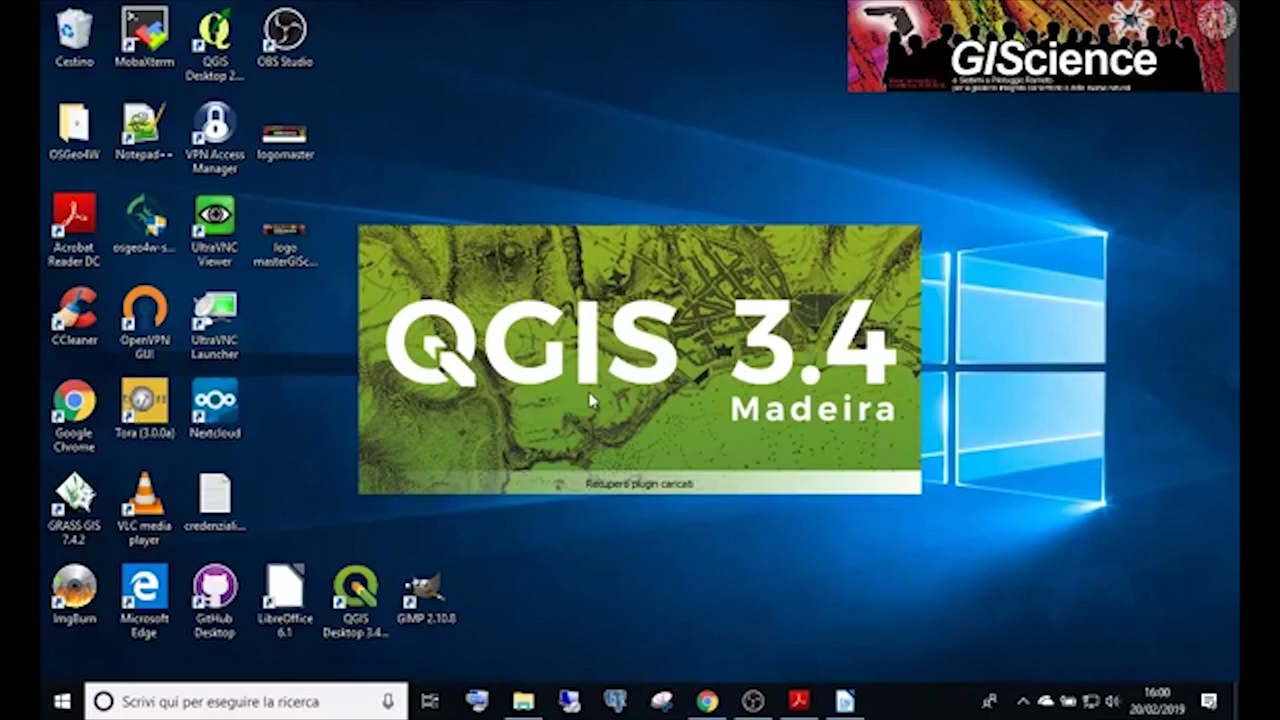 Cestino
MobaXterm
QGIS
Desktop 2...
OBS Studio
GIScience
e Sistemi a Pilotaggio Remoto
OSGeo4W
Notepad++
VPN Access
Manager
logomaster
Acrobat
Reader DC
osgeo4w-s...
UltraVNC
Viewer
logo
masterGISc...
CCleaner
OpenVPN
GUI
UltraVNC
Launcher
QGIS 3.4
Madeira
Recupero plugin caricati
Google
Chrome
Tora (3.0.0a)
Nextcloud
GRASS GIS
7.4.2
VLC media
player
credenziali...
ImgBurn
Microsoft
Edge
GitHub
Desktop
LibreOffice
6.1
QGIS
Desktop 3.4...
GIMP 2.10.8
Scrivi qui per eseguire la ricerca
16:00
20/02/2019